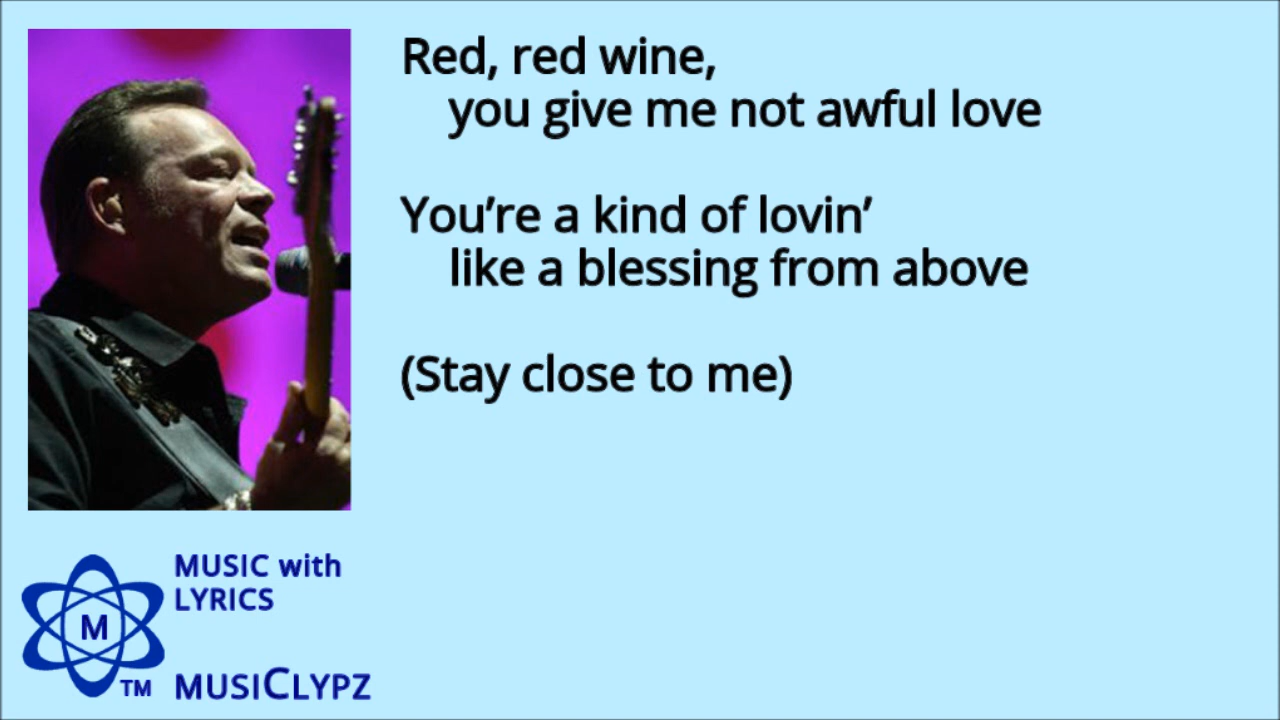 Red, red wine,
you give me not awful love
You’re a kind of lovin’
like a blessing from above
(Stay close to me)
MUSIC with
LYRICS
M
TM
MUSICLYPZ